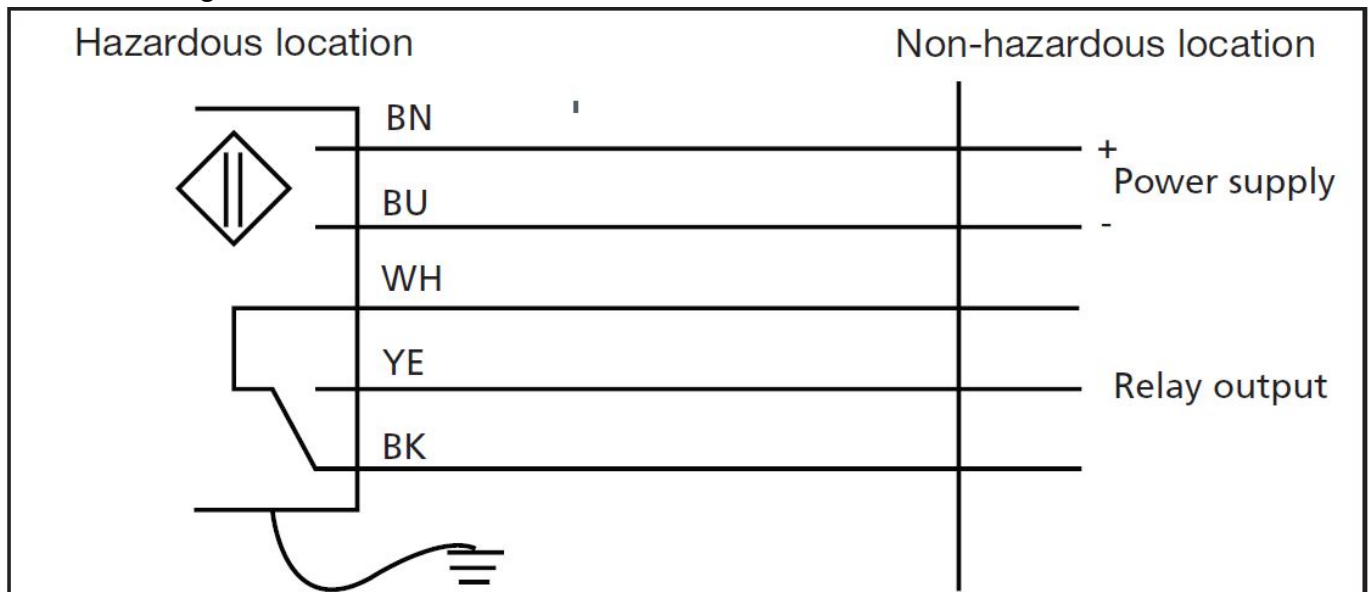 Hazardous location
Non-hazardous location
BN
+
Power supply
BU
-
WH
YE
Relay output
BK